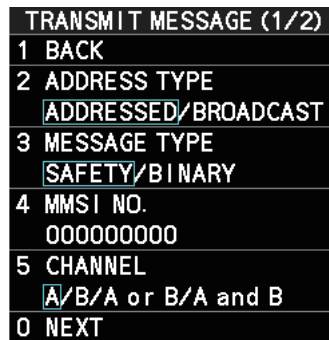 TRANSMIT MESSAGE (1/2)
1 BACK
2 ADDRESS TYPE
ADDRESSED/BROADCAST
3 MESSAGE TYPE
SAFETY/BINARY
4 MMSI NO.
000000000
5 CHANNEL
A/B/A or B/A and B
0 NEXT